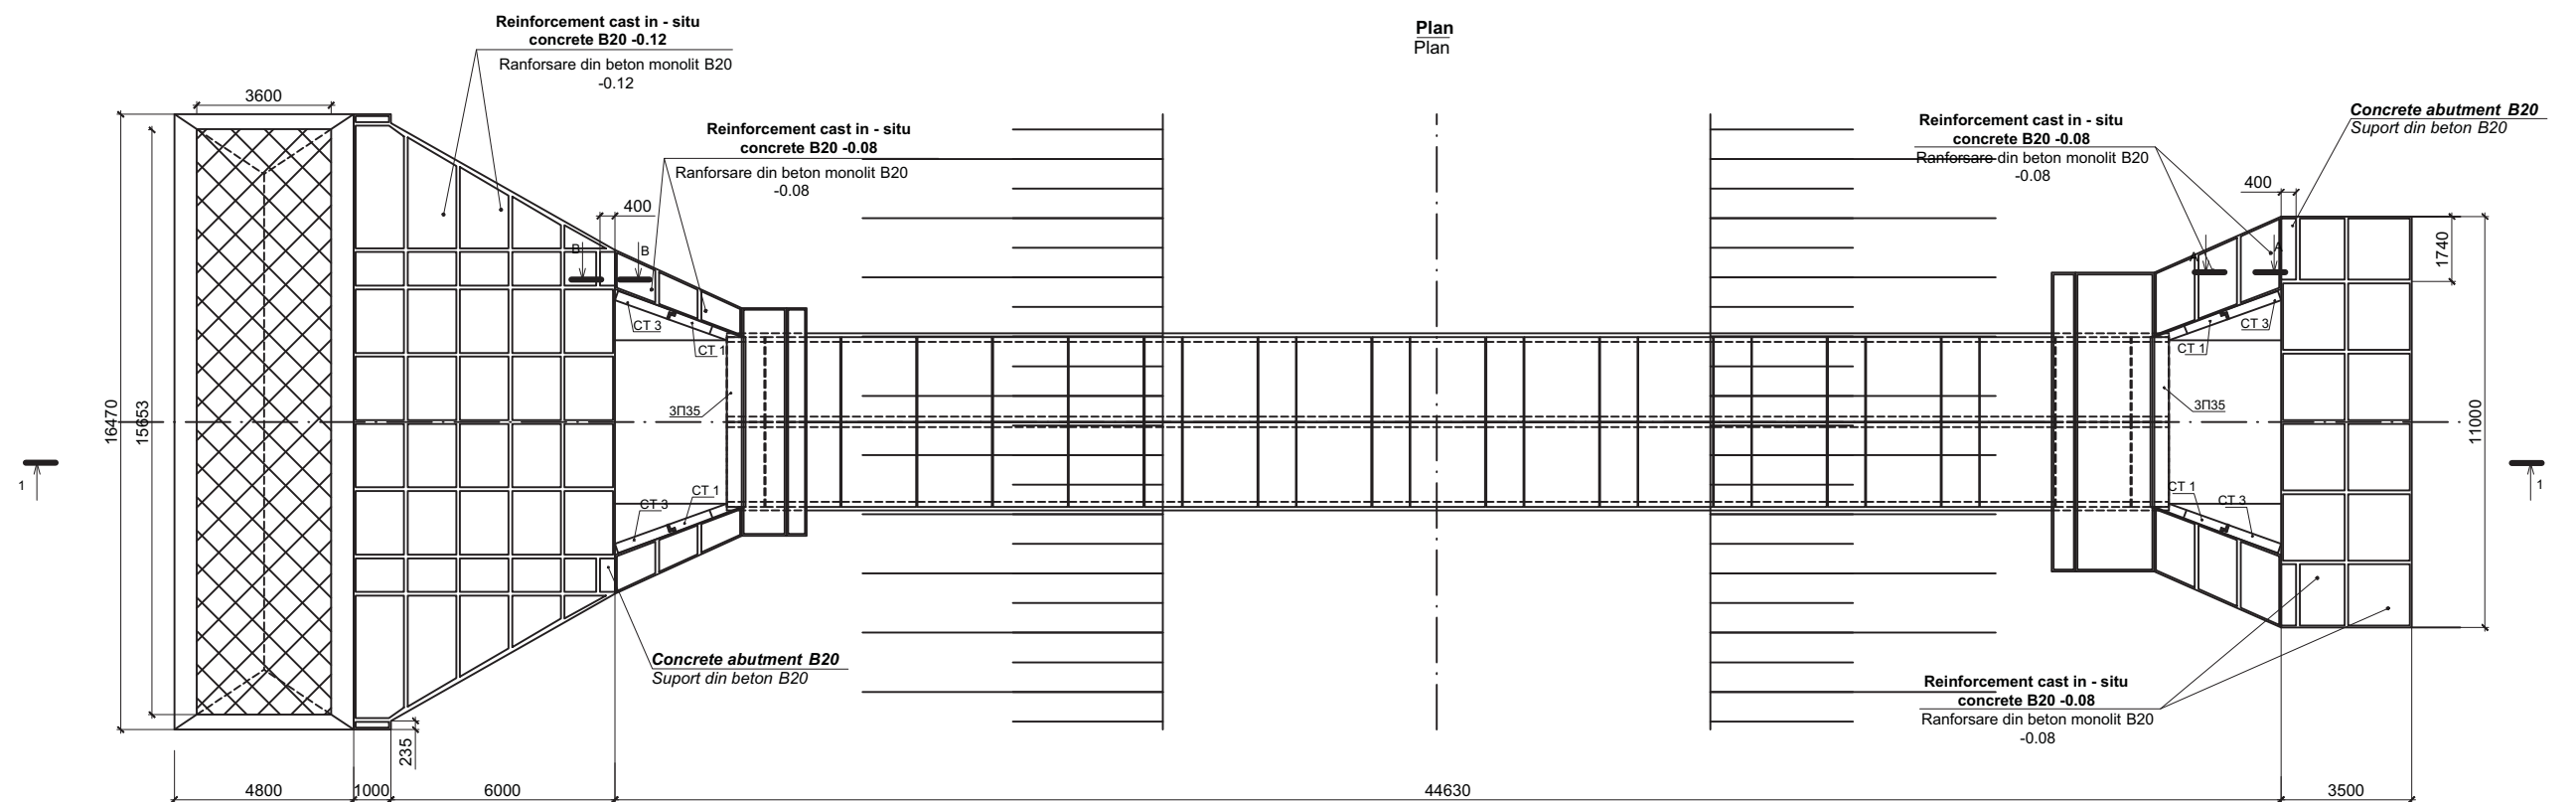 Plan
Plan
Reinforcement cast in - situ
concrete B20 -0.12
Ranforsare din beton monolit B20
-0.12
Reinforcement cast in - situ
concrete B20 -0.08
Ranforsare din beton monolit B20
-0.08
Reinforcement cast in - situ
concrete B20 -0.08
Ranforsare din beton monolit B20
-0.08
Concrete abutment B20
Suport din beton B20
3600
400
400
B
B
A
A
1740
16470
15653
11000
CT 3
CT 1
3П35
CT 3
CT 1
CT 3
CT 1
3П35
CT 1
CT 3
1
1
Concrete abutment B20
Suport din beton B20
Reinforcement cast in - situ
concrete B20 -0.08
Ranforsare din beton monolit B20
-0.08
235
4800
1000
6000
44630
3500